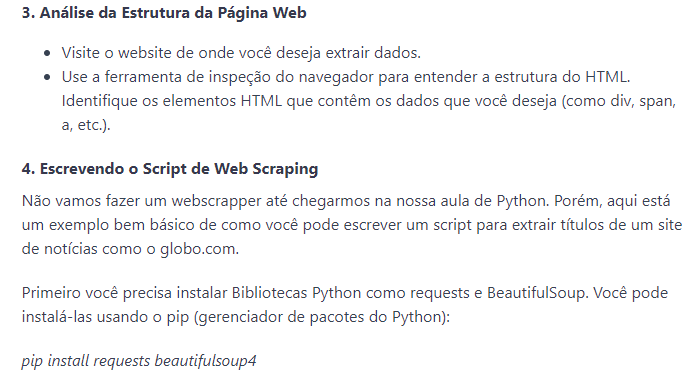 3. Análise da Estrutura da Página Web
• Visite o website de onde você deseja extrair dados.
• Use a ferramenta de inspeção do navegador para entender a estrutura do HTML.
Identifique os elementos HTML que contêm os dados que você deseja (como div, span,
a, etc.).
4. Escrevendo o Script de Web Scraping
Não vamos fazer um webscrapper até chegarmos na nossa aula de Python. Porém, aqui está
um exemplo bem básico de como você pode escrever um script para extrair títulos de um site
de notícias como o globo.com.
Primeiro você precisa instalar Bibliotecas Python como requests e BeautifulSoup. Você pode
instalá-las usando o pip (gerenciador de pacotes do Python):
pip install requests beautifulsoup4